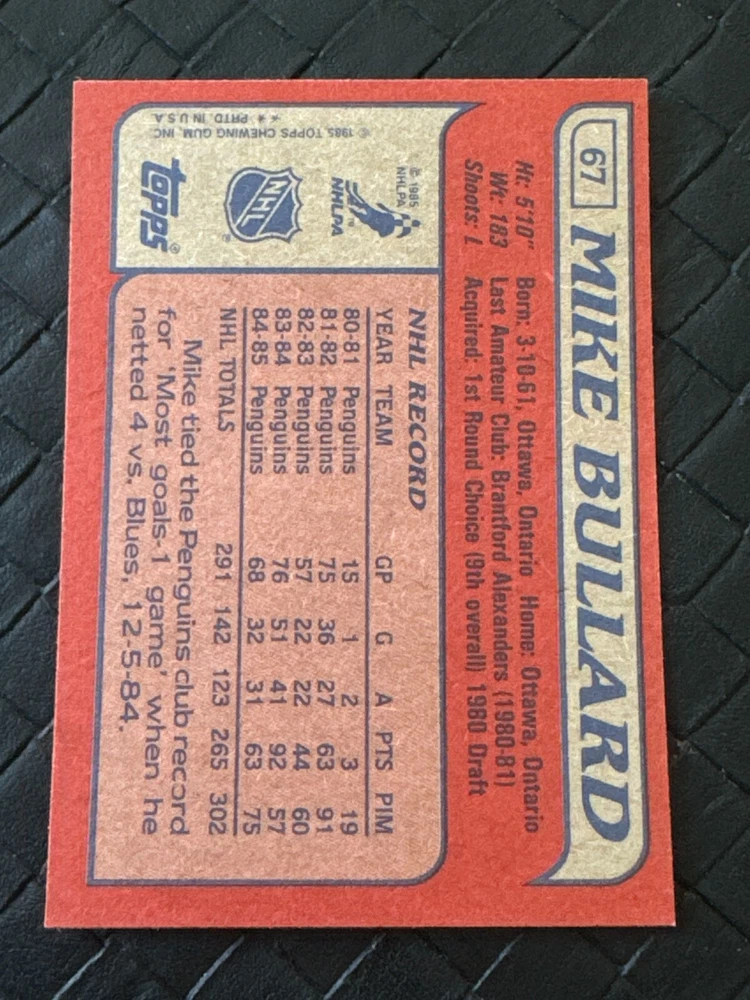 67 MIKE BULLARD
Ht: 5'10" Born: 3-10-61, Ottawa, Ontario Home: Ottawa, Ontario
Wt: 183 Last Amateur Club: Brantford Alexanders (1980-81)
Shoots: L Acquired: 1st Round Choice (9th overall) 1980 Draft
© 1985
NHLPA
NHLPA
TM
NHL
®
topps®
© 1985 TOPPS CHEWING GUM, INC
** PRTD. IN U.S.A
NHL RECORD
YEAR TEAM GP G A PTS PIM
80-81 Penguins 15 1 2 3 19
81-82 Penguins 75 36 27 63 91
82-83 Penguins 57 22 22 44 60
83-84 Penguins 76 51 41 92 57
84-85 Penguins 68 32 31 63 75
NHL TOTALS 291 142 123 265 302
Mike tied the Penguins club record
for 'Most goals-1 game' when he
netted 4 vs. Blues, 12-5-84.